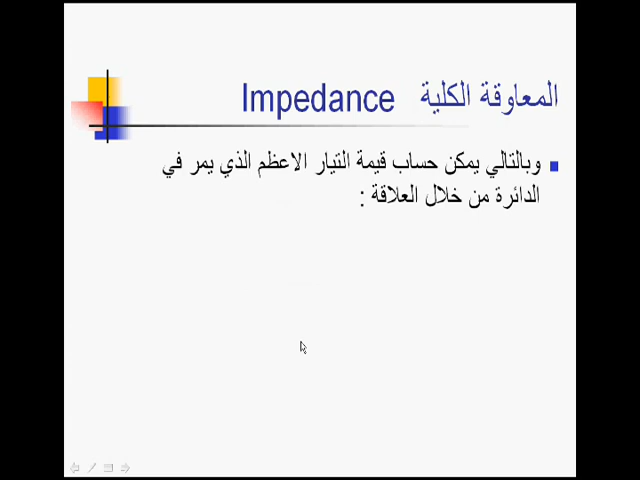 المعاوقة الكلية Impedance
وبالتالي يمكن حساب قيمة التيار الاعظم الذي يمر في
الدائرة من خلال العلاقة :